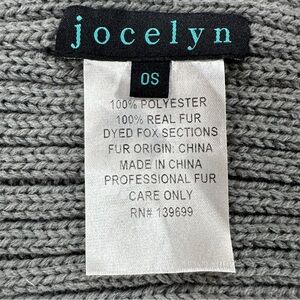 jocelyn
OS
100% POLYESTER
100% REAL FUR
DYED FOX SECTIONS
FUR ORIGIN: CHINA
MADE IN CHINA
PROFESSIONAL FUR
CARE ONLY
RN# 139699